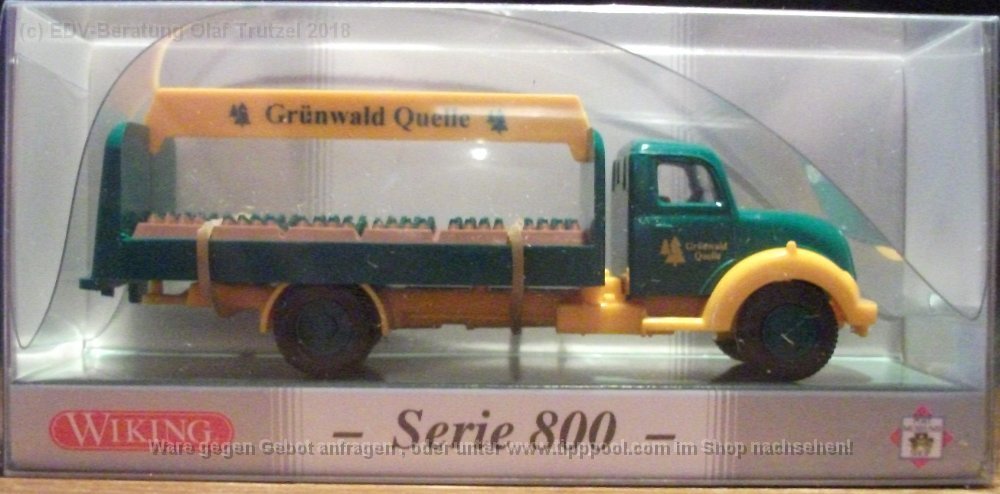 (c) EDV-Beratung Olaf Trutzel 2018
Grünwald Quelle
Grünwald
Quelle
WIKING
– Serie 800 –
Ware gegen Gebot anfragen , oder unter www.tipppool.com im Shop nachsehen!